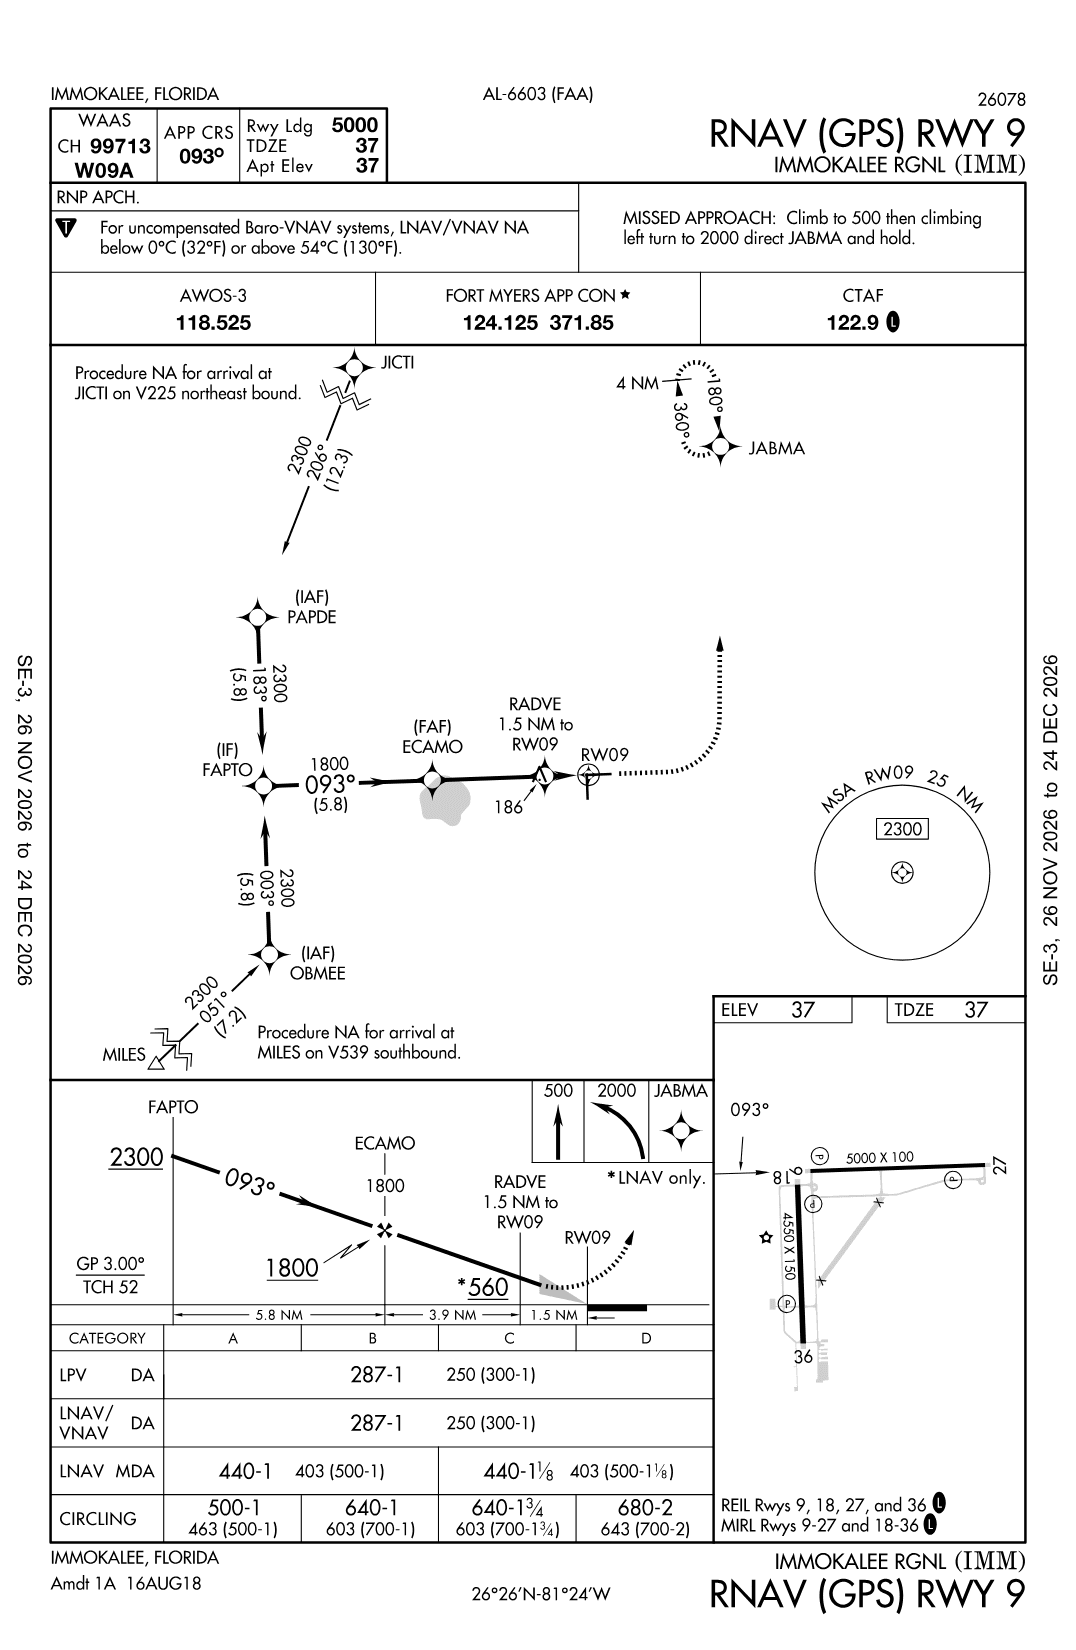 IMMOKALEE, FLORIDA
AL-6603 (FAA)
26078
WAAS
CH 99713
W09A
APP CRS
093°
Rwy Ldg 5000
TDZE 37
Apt Elev 37
RNAV (GPS) RWY 9
IMMOKALEE RGNL (IMM)
RNP APCH.
T
For uncompensated Baro-VNAV systems, LNAV/VNAV NA
below 0°C (32°F) or above 54°C (130°F).
MISSED APPROACH: Climb to 500 then climbing
left turn to 2000 direct JABMA and hold.
AWOS-3
118.525
FORT MYERS APP CON ★
124.125 371.85
CTAF
122.9 L
Procedure NA for arrival at
JICTI on V225 northeast bound.
JICTI
2300
206°
(12.3)
4 NM
360°
180°
JABMA
(IAF)
PAPDE
2300
183°
(5.8)
(IF)
FAPTO
1800
093°
(5.8)
(FAF)
ECAMO
RADVE
1.5 NM to
RW09
186
RW09
MSA RW09 25 NM
2300
2300
003°
(5.8)
(IAF)
OBMEE
2300
051°
(7.2)
MILES
Procedure NA for arrival at
MILES on V539 southbound.
SE-3, 26 NOV 2026 to 24 DEC 2026
SE-3, 26 NOV 2026 to 24 DEC 2026
ELEV 37
TDZE 37
093°
9
18
5000 X 100
27
4550 X 150
36
P
P
P
P
REIL Rwys 9, 18, 27, and 36 L
MIRL Rwys 9-27 and 18-36 L
FAPTO
2300
093°
ECAMO
1800
1800
RADVE
1.5 NM to
RW09
RW09
*560
500
2000
JABMA
*LNAV only.
GP 3.00°
TCH 52
5.8 NM
3.9 NM
1.5 NM
CATEGORY A B C D
LPV DA 287-1 250 (300-1)
LNAV/
VNAV DA 287-1 250 (300-1)
LNAV MDA 440-1 403 (500-1) 440-1⅛ 403 (500-1⅛)
CIRCLING
500-1 640-1 640-1¾ 680-2
463 (500-1) 603 (700-1) 603 (700-1¾) 643 (700-2)
IMMOKALEE, FLORIDA
Amdt 1A 16AUG18
26°26'N-81°24'W
IMMOKALEE RGNL (IMM)
RNAV (GPS) RWY 9